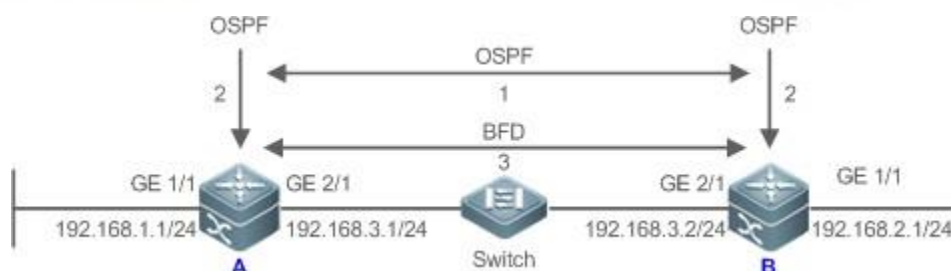 OSPF
OSPF
OSPF
2
1
2
BFD
3
GE 1/1
GE 2/1
GE 2/1
GE 1/1
192.168.1.1/24
192.168.3.1/24
192.168.3.2/24
192.168.2.1/24
A
Switch
B